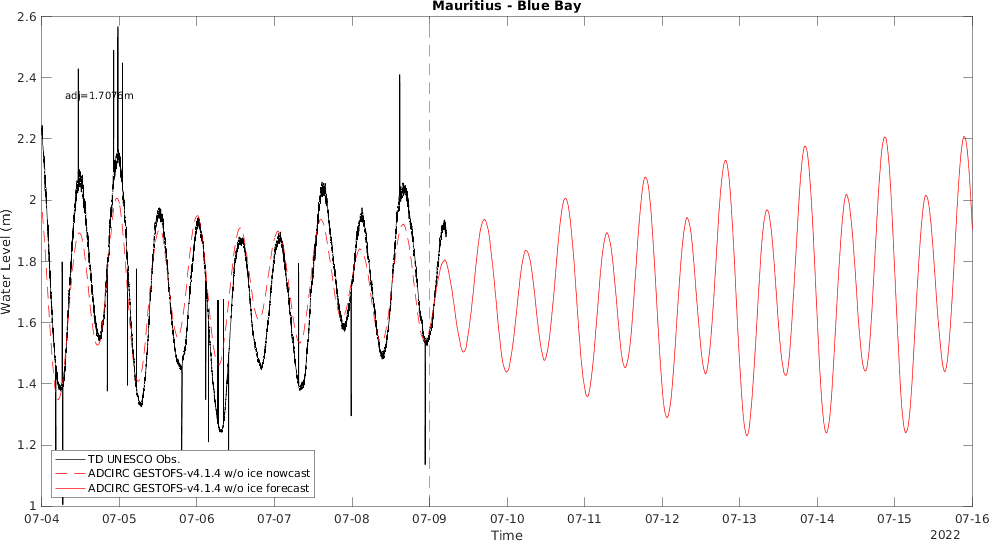 Mauritius - Blue Bay
2.6
2.4
2.2
2
1.8
1.6
1.4
1.2
1
Water Level (m)
adj=1.7076m
TD UNESCO Obs.
ADCIRC GESTOFS-v4.1.4 w/o ice nowcast
ADCIRC GESTOFS-v4.1.4 w/o ice forecast
07-04 07-05 07-06 07-07 07-08 07-09 07-10 07-11 07-12 07-13 07-14 07-15 07-16
Time
2022